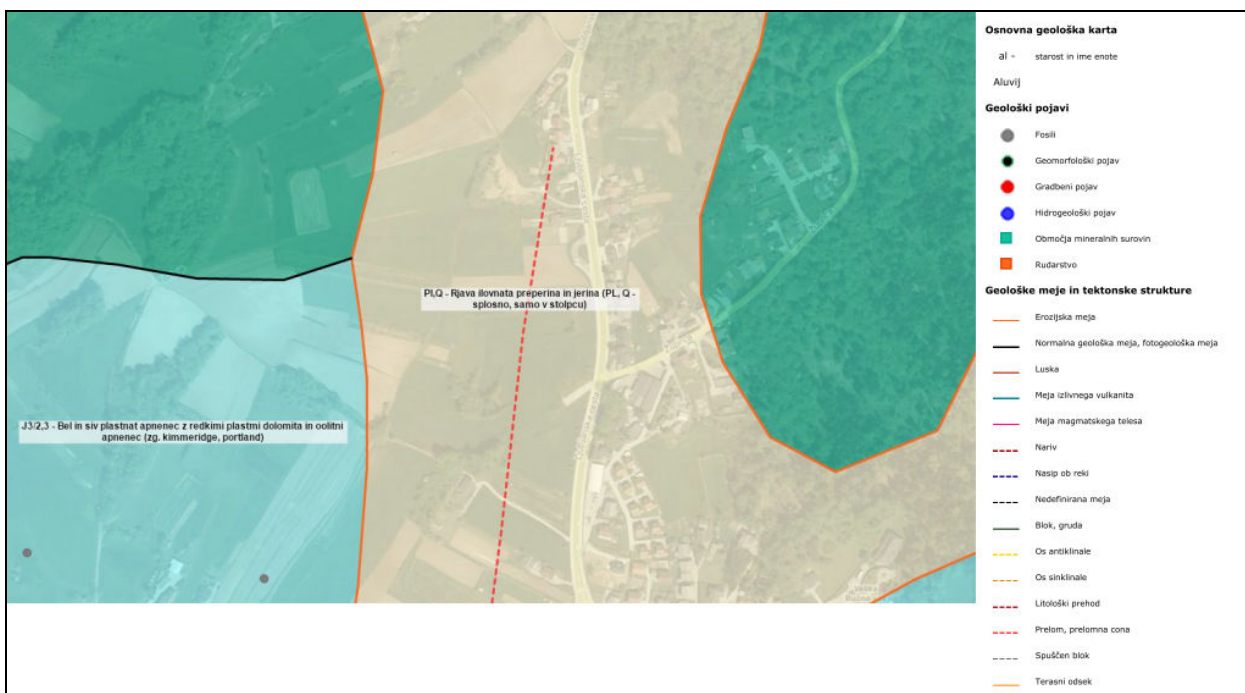 Osnovna geološka karta
al - starost in ime enote
Aluvij
Geološki pojavi
Fosili
Geomorfološki pojav
Gradbeni pojav
Hidrogeološki pojav
Območja mineralnih surovin
Rudarstvo
Geološke meje in tektonske strukture
Erozijska meja
Normalna geološka meja, fotogeološka meja
Luska
Meja izlivnega vulkanita
Meja magmatskega telesa
Nariv
Nasip ob reki
Nedefinirana meja
Blok, gruda
Os antiklinale
Os sinklinale
Litološki prehod
Prelom, prelomna cona
Spuščen blok
Terasni odsek
Pl,Q - Rjava ilovnata preperina in jerina (PL, Q -
splosno, samo v stolpcu)
J3/2,3 - Bel in siv plastnat apnenec z redkimi plastmi dolomita in oolitni
apnenec (zg. kimmeridge, portland)